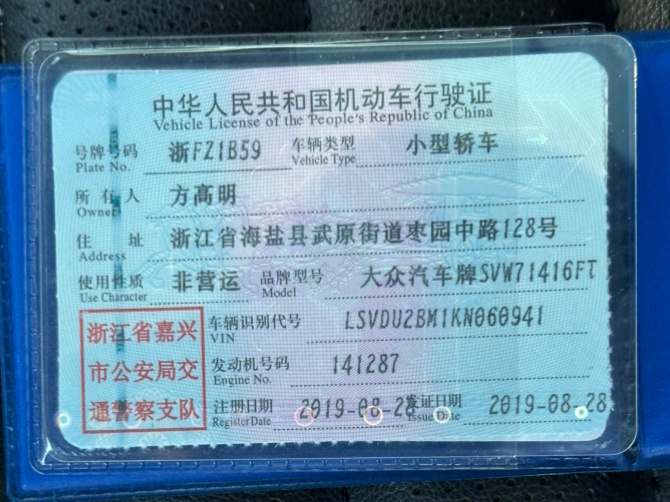 中华人民共和国机动车行驶证
Vehicle License of the People's Republic of China
号牌号码 浙FZ1B59 车辆类型 小型轿车
Plate No. Vehicle Type
所有人 方高明
Owner
住址 浙江省海盐县武原街道枣园中路128号
Address
使用性质 非营运 品牌型号 大众汽车牌SVW71416FT
Use Character Model
浙江省嘉兴
市公安局交
通警察支队
车辆识别代号 LSVDU2BM1KN060941
VIN
发动机号码 141287
Engine No.
注册日期 2019-08-28 发证日期 2019-08-28
Register Date Issue Date